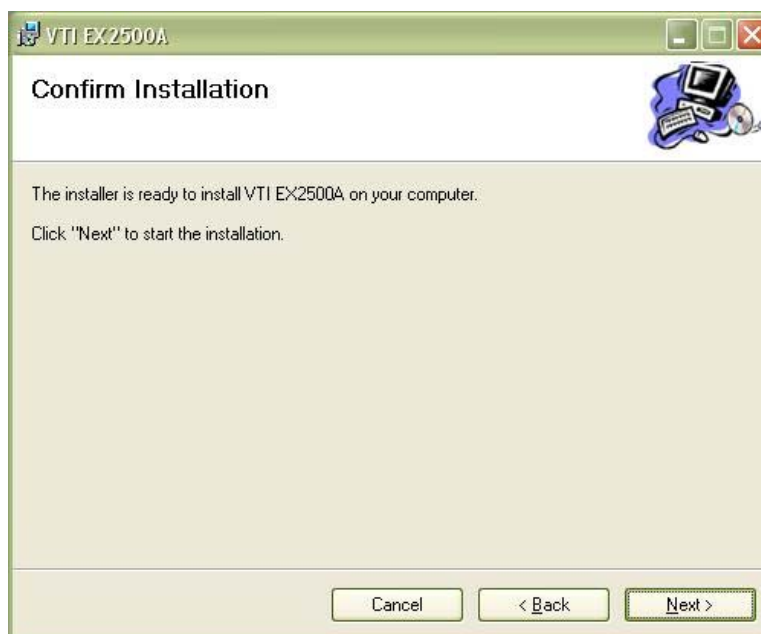 VTI EX2500A
Confirm Installation
The installer is ready to install VTI EX2500A on your computer.
Click "Next" to start the installation.
Cancel
< Back
Next >